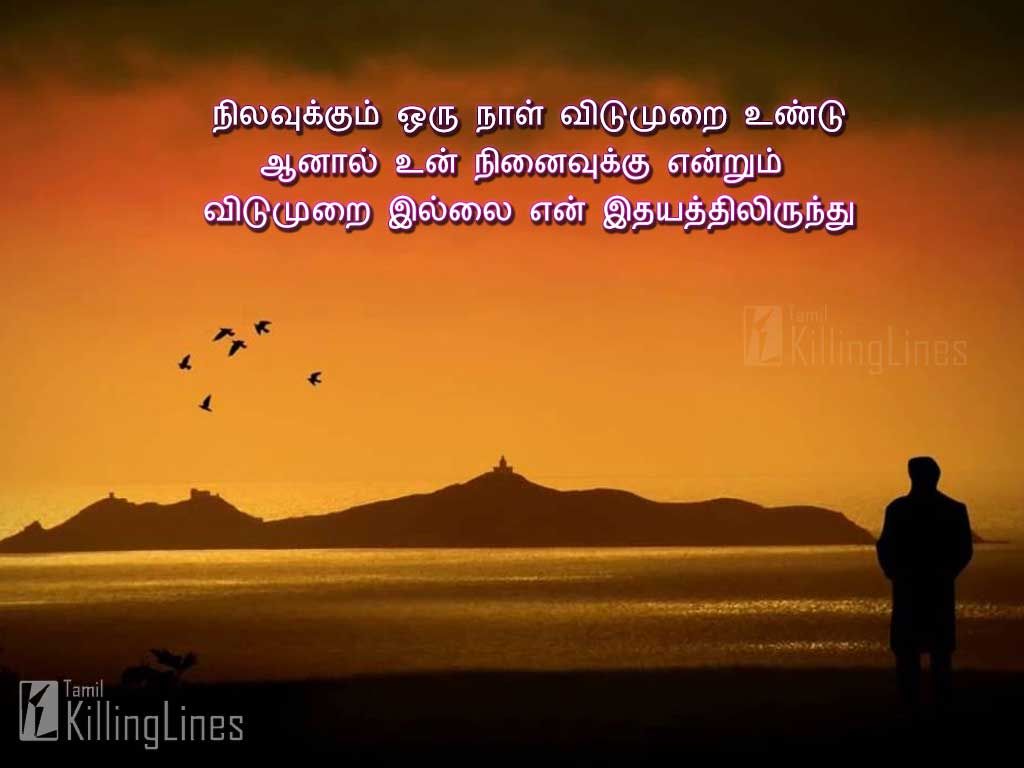 நிலவுக்கும் ஒரு நாள் விடுமுறை உண்டு
ஆனால் உன் நினைவுக்கு என்றும்
விடுமுறை இல்லை என் இதயத்திலிருந்து
Tamil
KillingLines
Tamil
KillingLines